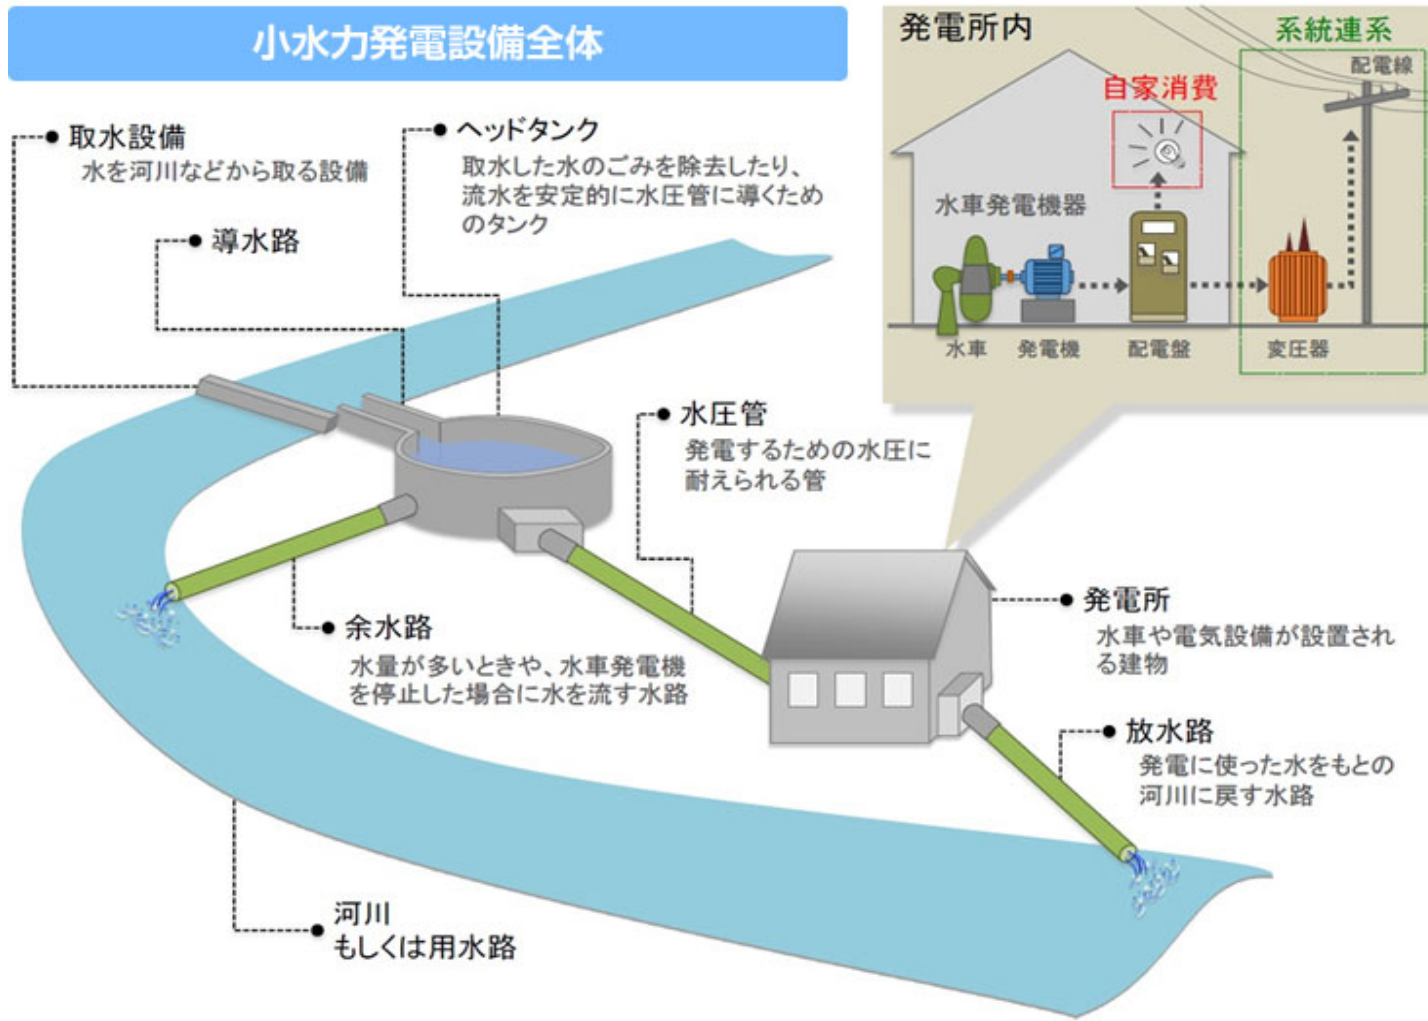 小水力発電設備全体
取水設備
水を河川などから取る設備
導水路
ヘッドタンク
取水した水のごみを除去したり、
流水を安定的に水圧管に導くため
のタンク
水圧管
発電するための水圧に
耐えられる管
余水路
水量が多いときや、水車発電機
を停止した場合に水を流す水路
発電所
水車や電気設備が設置され
る建物
放水路
発電に使った水をもとの
河川に戻す水路
河川
もしくは用水路
発電所内
系統連系
配電線
自家消費
水車発電機器
水車
発電機
配電盤
変圧器